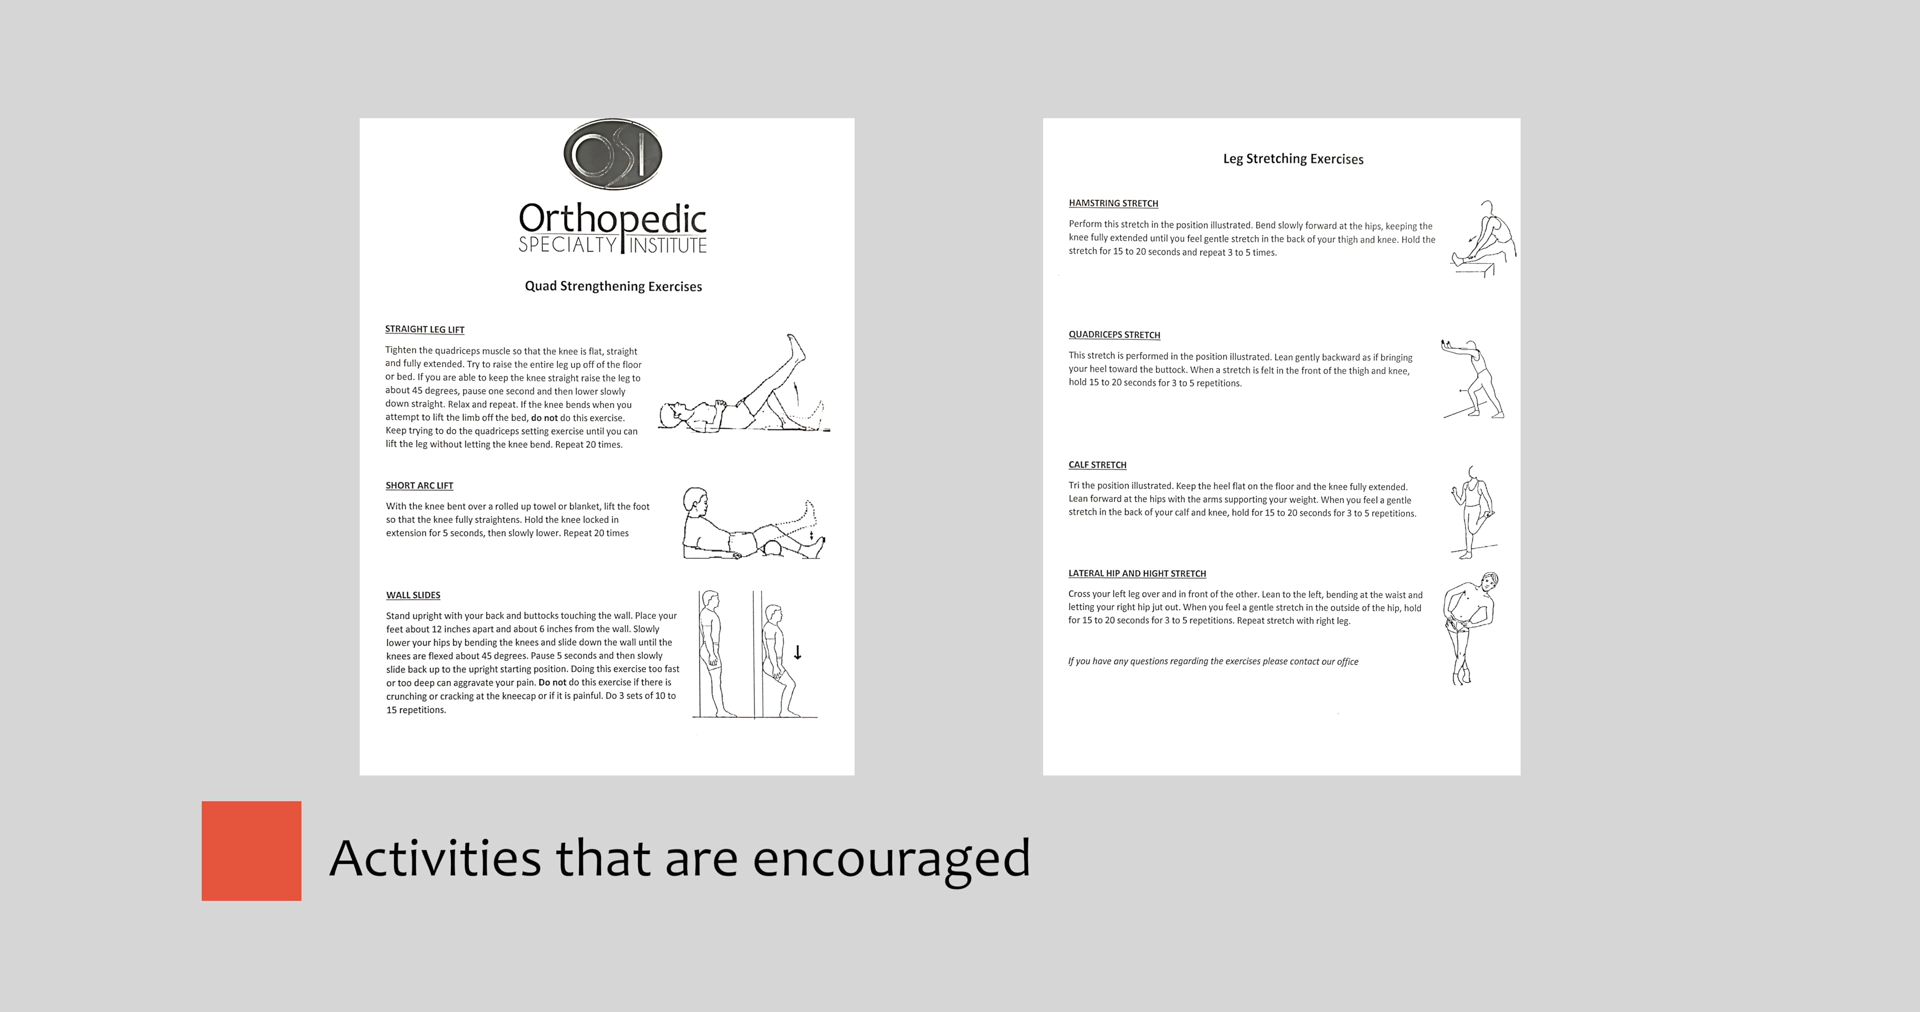 OSI
Orthopedic
SPECIALTY INSTITUTE
Quad Strengthening Exercises
STRAIGHT LEG LIFT
Tighten the quadriceps muscle so that the knee is flat, straight
and fully extended. Try to raise the entire leg up off of the floor
or bed. If you are able to keep the knee straight raise the leg to
about 45 degrees, pause one second and then lower slowly
down straight. Relax and repeat. If the knee bends when you
attempt to lift the limb off the bed, do not do this exercise.
Keep trying to do the quadriceps setting exercise until you can
lift the leg without letting the knee bend. Repeat 20 times.
SHORT ARC LIFT
With the knee bent over a rolled up towel or blanket, lift the foot
so that the knee fully straightens. Hold the knee locked in
extension for 5 seconds, then slowly lower. Repeat 20 times
WALL SLIDES
Stand upright with your back and buttocks touching the wall. Place your
feet about 12 inches apart and about 6 inches from the wall. Slowly
lower your hips by bending the knees and slide down the wall until the
knees are flexed about 45 degrees. Pause 5 seconds and then slowly
slide back up to the upright starting position. Doing this exercise too fast
or too deep can aggravate your pain. Do not do this exercise if there is
crunching or cracking at the kneecap or if it is painful. Do 3 sets of 10 to
15 repetitions.
Leg Stretching Exercises
HAMSTRING STRETCH
Perform this stretch in the position illustrated. Bend slowly forward at the hips, keeping the
knee fully extended until you feel gentle stretch in the back of your thigh and knee. Hold the
stretch for 15 to 20 seconds and repeat 3 to 5 times.
QUADRICEPS STRETCH
This stretch is performed in the position illustrated. Lean gently backward as if bringing
your heel toward the buttock. When a stretch is felt in the front of the thigh and knee,
hold 15 to 20 seconds for 3 to 5 repetitions.
CALF STRETCH
Tri the position illustrated. Keep the heel flat on the floor and the knee fully extended.
Lean forward at the hips with the arms supporting your weight. When you feel a gentle
stretch in the back of your calf and knee, hold for 15 to 20 seconds for 3 to 5 repetitions.
LATERAL HIP AND HIGHT STRETCH
Cross your left leg over and in front of the other. Lean to the left, bending at the waist and
letting your right hip jut out. When you feel a gentle stretch in the outside of the hip, hold
for 15 to 20 seconds for 3 to 5 repetitions. Repeat stretch with right leg.
If you have any questions regarding the exercises please contact our office
Activities that are encouraged